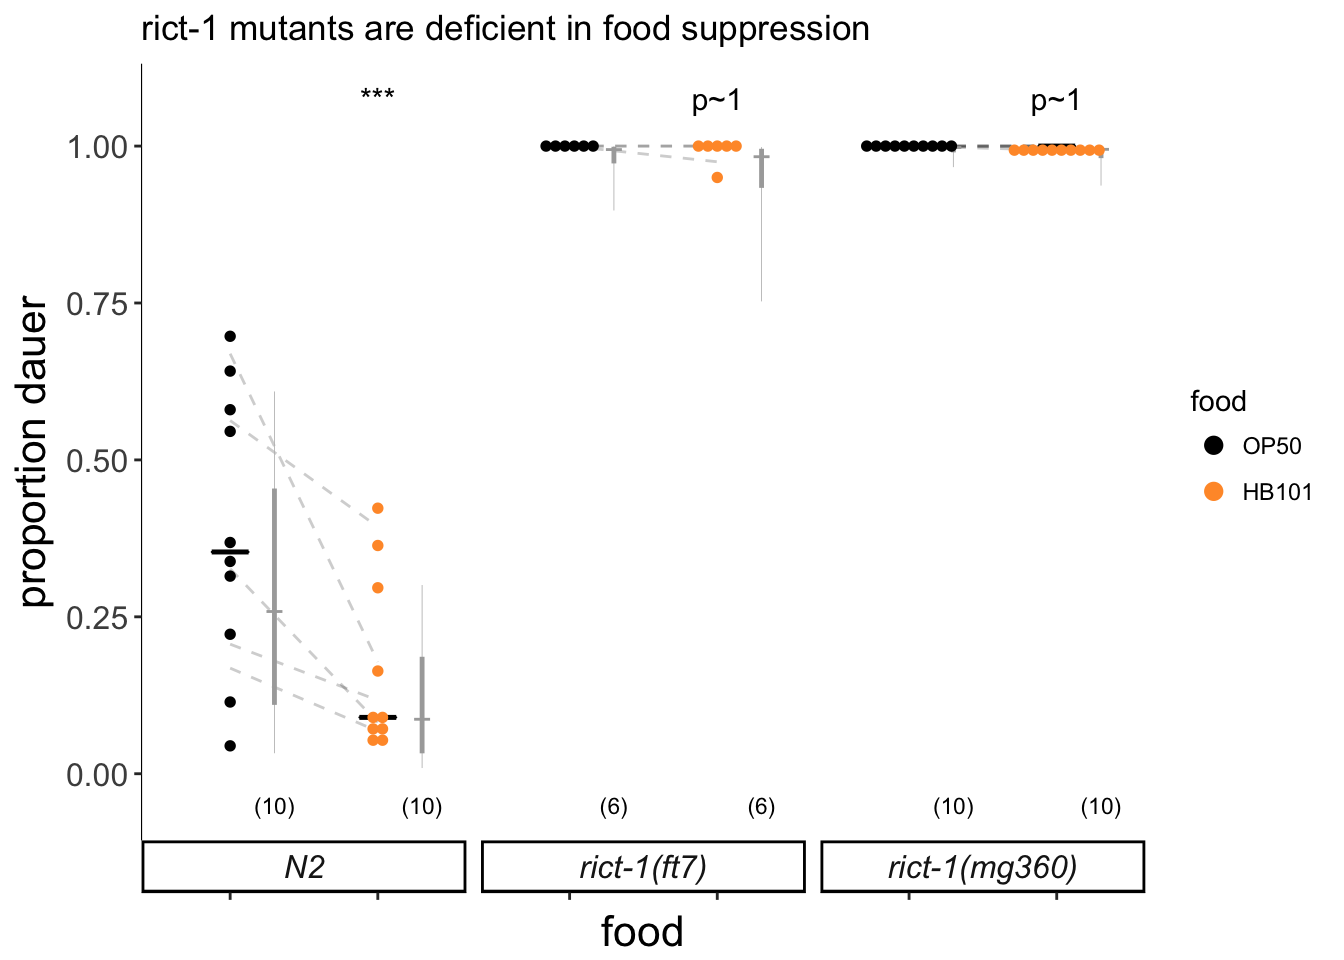 rict-1 mutants are deficient in food suppression
*** p~1 p~1
1.00
0.75
0.50
0.25
0.00
proportion dauer
(10) (10) (6) (6) (10) (10)
N2 rict-1(ft7) rict-1(mg360)
food
food
OP50
HB101